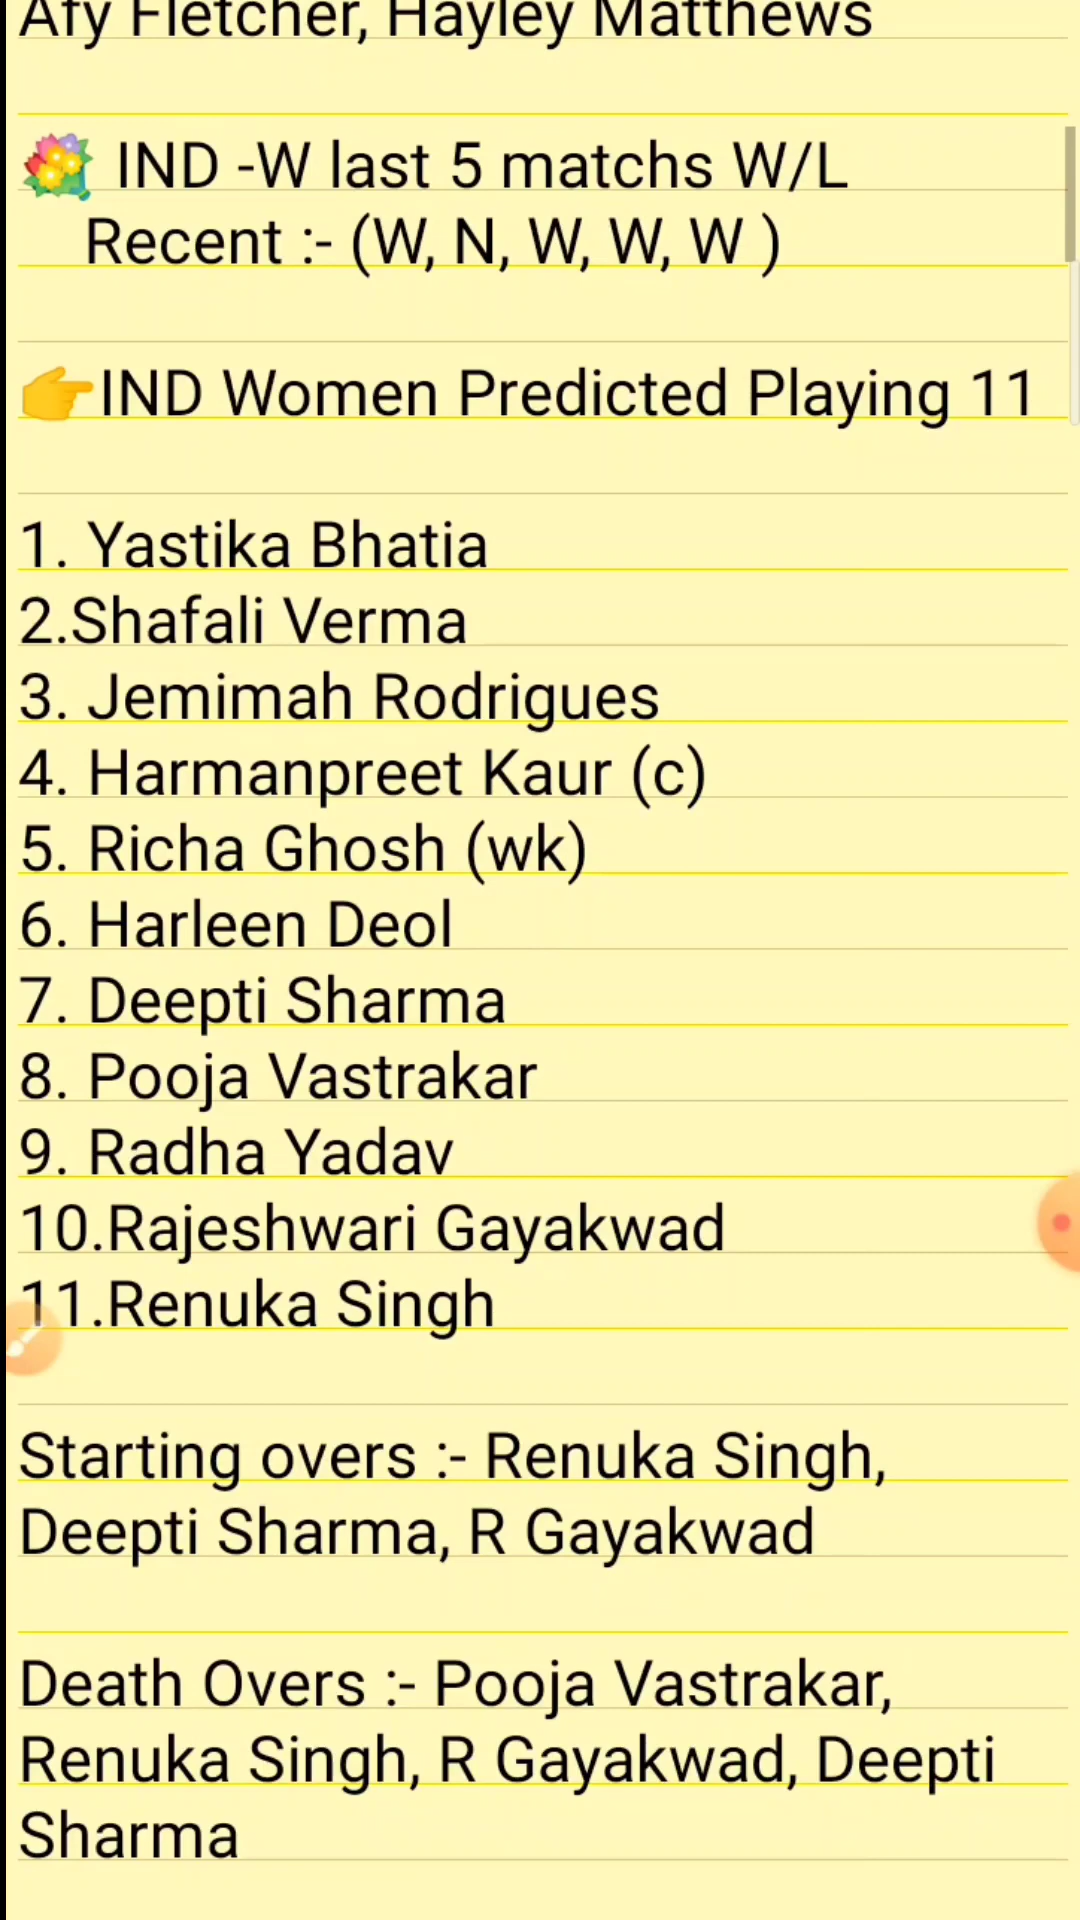 Afy Fletcher, Hayley Matthews
💐 IND -W last 5 matchs W/L
Recent :- (W, N, W, W, W )
👉IND Women Predicted Playing 11
1. Yastika Bhatia
2.Shafali Verma
3. Jemimah Rodrigues
4. Harmanpreet Kaur (c)
5. Richa Ghosh (wk)
6. Harleen Deol
7. Deepti Sharma
8. Pooja Vastrakar
9. Radha Yadav
10.Rajeshwari Gayakwad
11.Renuka Singh
Starting overs :- Renuka Singh,
Deepti Sharma, R Gayakwad
Death Overs :- Pooja Vastrakar,
Renuka Singh, R Gayakwad, Deepti
Sharma